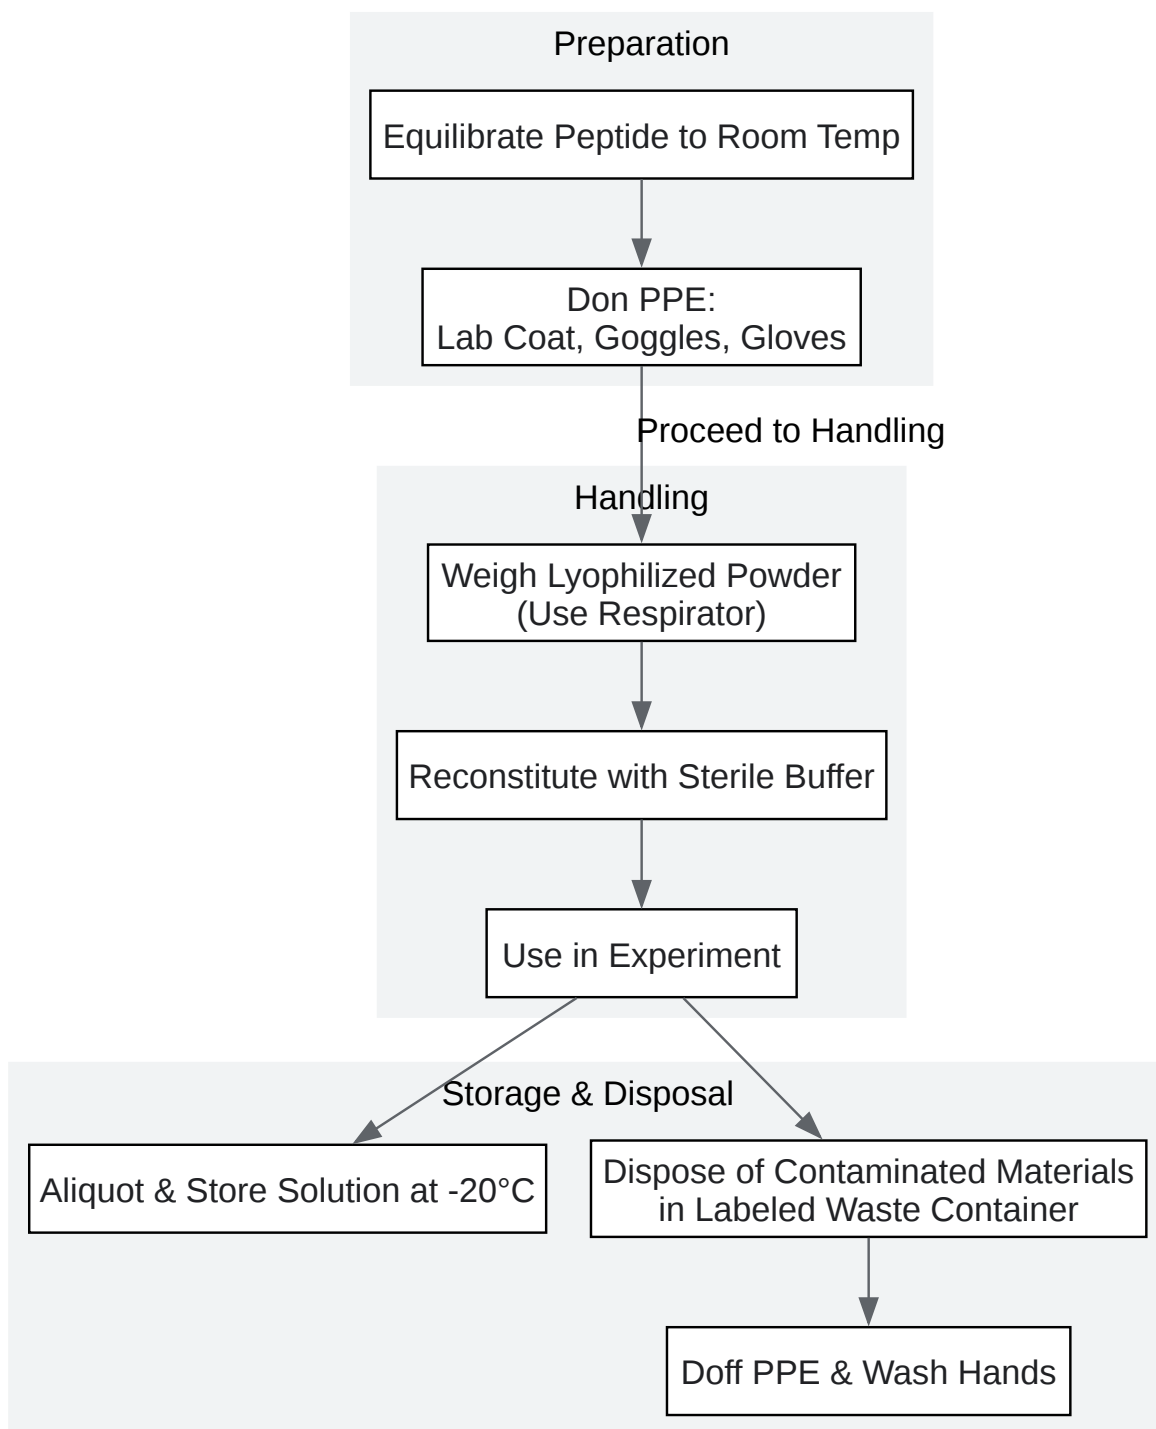 Preparation
Equilibrate Peptide to Room Temp
Don PPE:
Lab Coat, Goggles, Gloves
Proceed to Handling
Handling
Weigh Lyophilized Powder
(Use Respirator)
Reconstitute with Sterile Buffer
Use in Experiment
Storage & Disposal
Aliquot & Store Solution at -20°C
Dispose of Contaminated Materials
in Labeled Waste Container
Doff PPE & Wash Hands